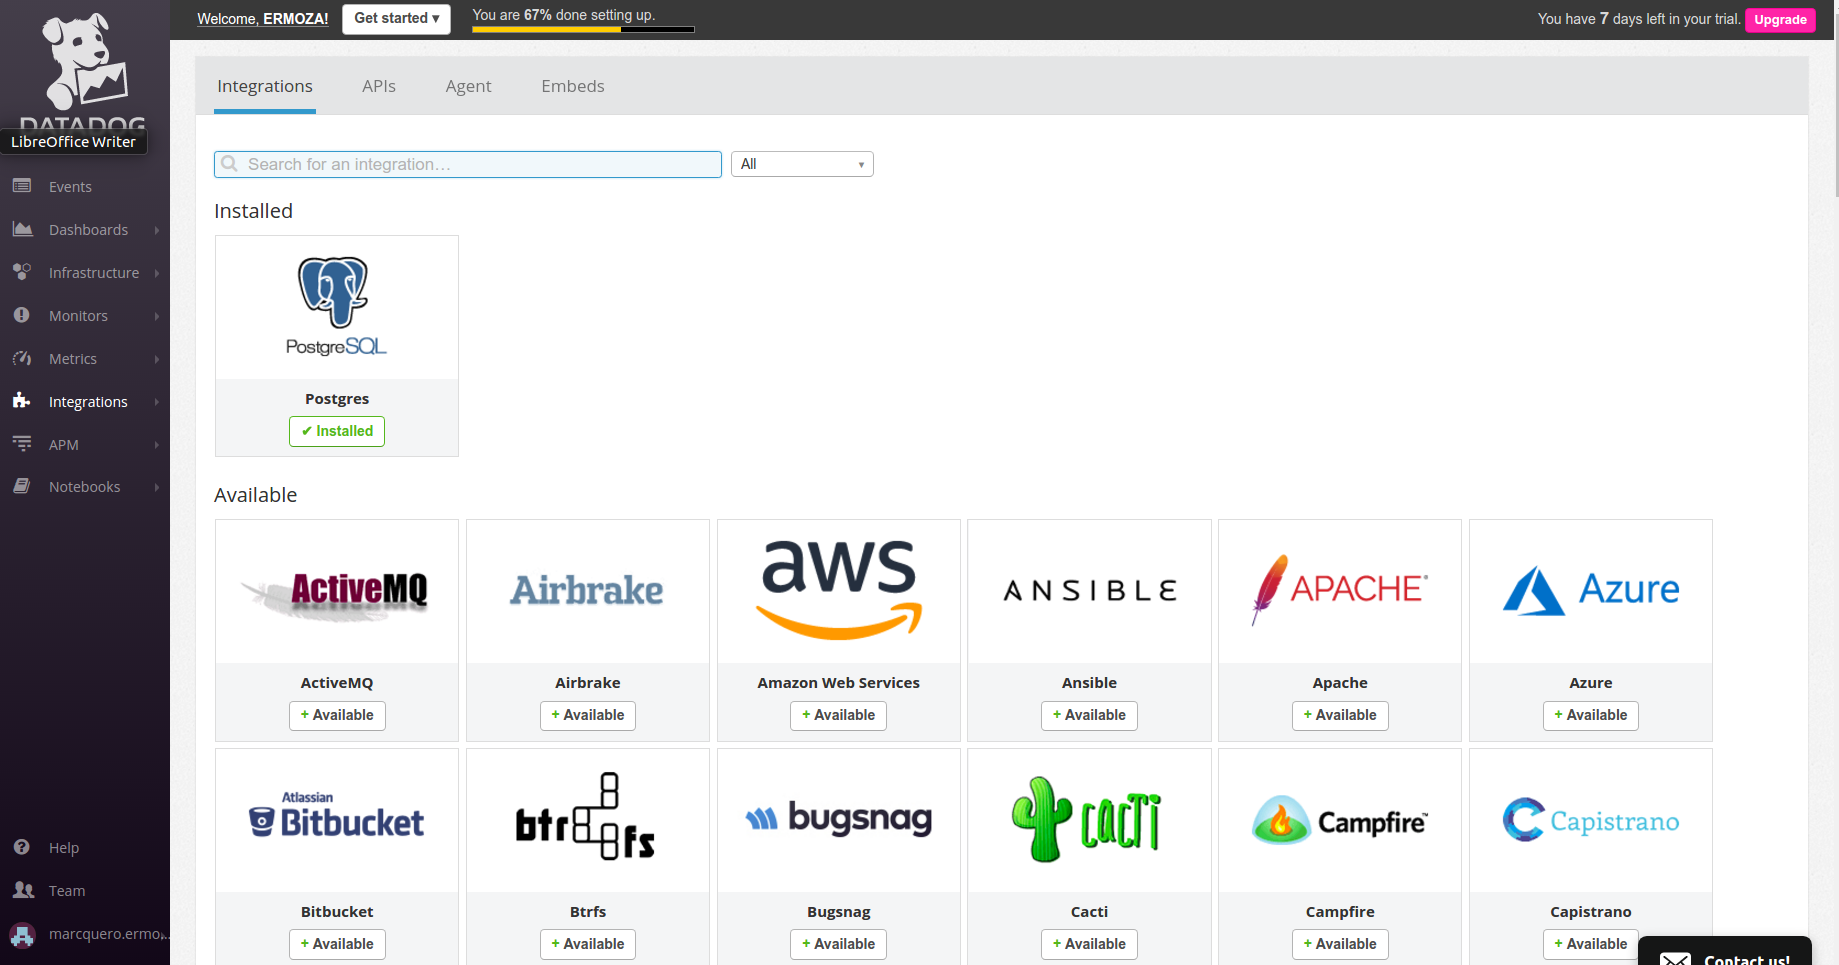 Welcome, ERMOZA!
Get started ▾
You are 67% done setting up.
You have 7 days left in your trial.
Upgrade
DATADOG
LibreOffice Writer
Events
Dashboards
Infrastructure
Monitors
Metrics
Integrations
APM
Notebooks
Help
Team
marcquero.ermo...
Integrations
APIs
Agent
Embeds
Search for an integration...
All
Installed
PostgreSQL
Postgres
✔ Installed
Available
ActiveMQ
Airbrake
aws
ANSIBLE
APACHE®
Azure
ActiveMQ
Airbrake
Amazon Web Services
Ansible
Apache
Azure
+ Available
+ Available
+ Available
+ Available
+ Available
+ Available
Atlassian
Bitbucket
btrfs
bugsnag
cacti
Campfire™
Capistrano
Bitbucket
Btrfs
Bugsnag
Cacti
Campfire
Capistrano
+ Available
+ Available
+ Available
+ Available
+ Available
+ Available
Contact us!